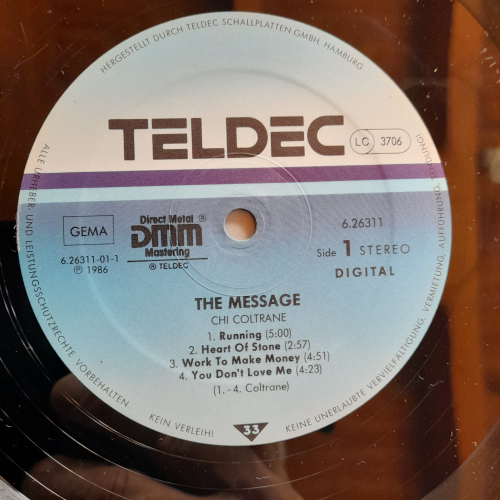 HERGESTELLT DURCH TELDEC SCHALLPLATTEN GMBH, HAMBURG
TELDEC
LC 3706
GEMA
6.26311-01-1
℗ 1986
Direct Metal ®
DMM
Mastering
® TELDEC
6.26311
Side 1 STEREO
DIGITAL
THE MESSAGE
CHI COLTRANE
1. Running (5:00)
2. Heart Of Stone (2:57)
3. Work To Make Money (4:51)
4. You Don't Love Me (4:23)
(1.-4. Coltrane)
33
ALLE URHEBER UND LEISTUNGSSCHUTZRECHTE VORBEHALTEN.
KEIN VERLEIH!
KEINE UNERLAUBTE VERVIELFÄLTIGUNG, VERMIETUNG, AUFFÜHRUNG,